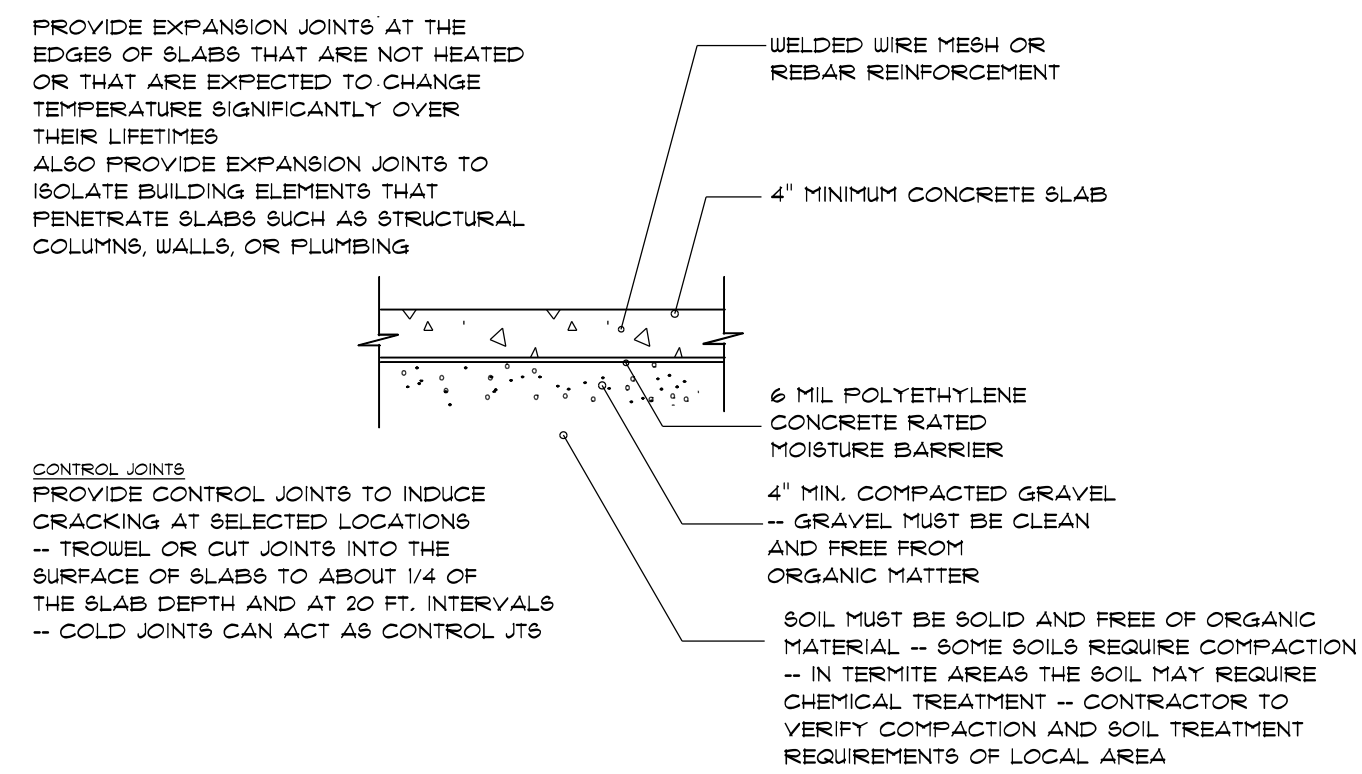 PROVIDE EXPANSION JOINTS AT THE
EDGES OF SLABS THAT ARE NOT HEATED
OR THAT ARE EXPECTED TO CHANGE
TEMPERATURE SIGNIFICANTLY OVER
THEIR LIFETIMES
ALSO PROVIDE EXPANSION JOINTS TO
ISOLATE BUILDING ELEMENTS THAT
PENETRATE SLABS SUCH AS STRUCTURAL
COLUMNS, WALLS, OR PLUMBING
WELDED WIRE MESH OR
REBAR REINFORCEMENT
4" MINIMUM CONCRETE SLAB
6 MIL POLYETHYLENE
CONCRETE RATED
MOISTURE BARRIER
CONTROL JOINTS
PROVIDE CONTROL JOINTS TO INDUCE
CRACKING AT SELECTED LOCATIONS
-- TROWEL OR CUT JOINTS INTO THE
SURFACE OF SLABS TO ABOUT 1/4 OF
THE SLAB DEPTH AND AT 20 FT. INTERVALS
-- COLD JOINTS CAN ACT AS CONTROL JTS
4" MIN. COMPACTED GRAVEL
-- GRAVEL MUST BE CLEAN
AND FREE FROM
ORGANIC MATTER
SOIL MUST BE SOLID AND FREE OF ORGANIC
MATERIAL -- SOME SOILS REQUIRE COMPACTION
-- IN TERMITE AREAS THE SOIL MAY REQUIRE
CHEMICAL TREATMENT -- CONTRACTOR TO
VERIFY COMPACTION AND SOIL TREATMENT
REQUIREMENTS OF LOCAL AREA